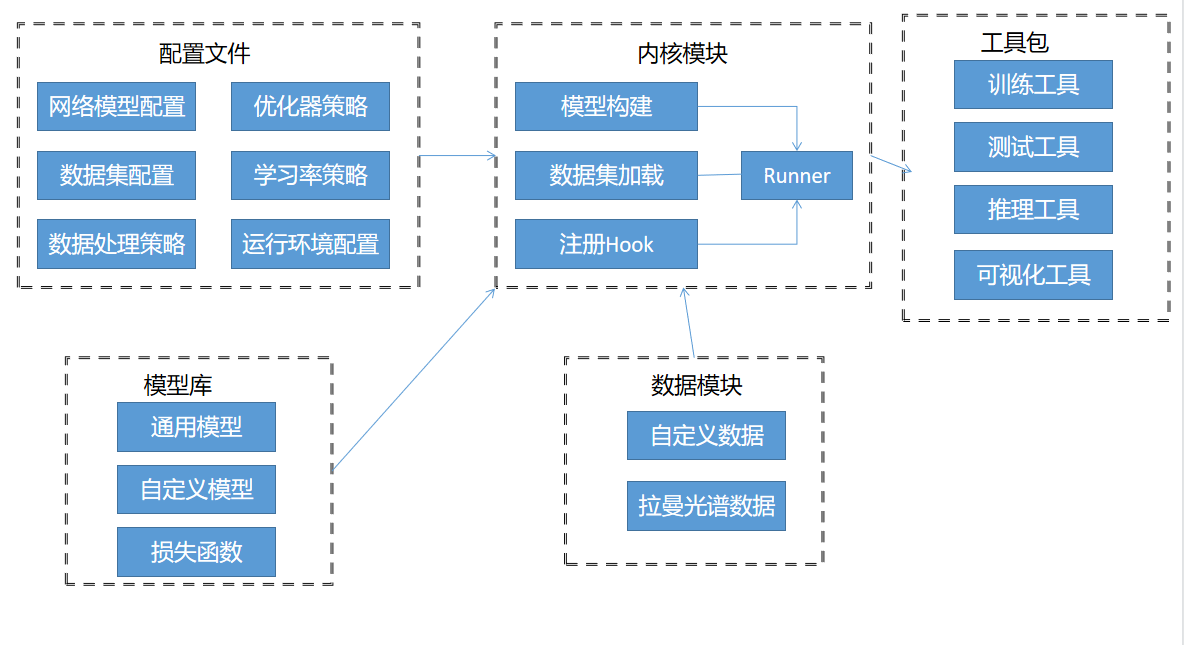 配置文件
网络模型配置
优化器策略
数据集配置
学习率策略
数据处理策略
运行环境配置
内核模块
模型构建
数据集加载
Runner
注册Hook
工具包
训练工具
测试工具
推理工具
可视化工具
模型库
通用模型
自定义模型
损失函数
数据模块
自定义数据
拉曼光谱数据